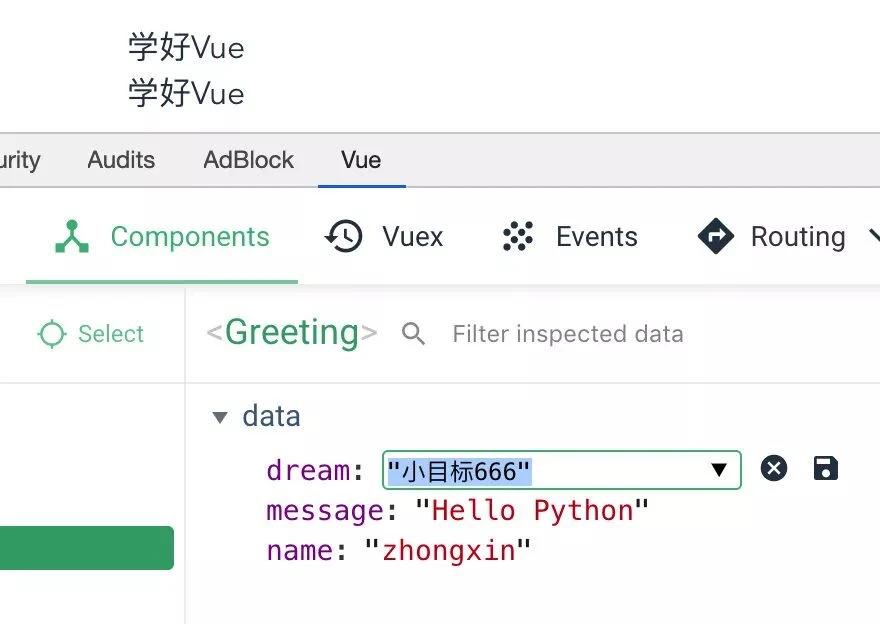 学好Vue
学好Vue
urity Audits AdBlock Vue
Components Vuex Events Routing
Select <Greeting> Filter inspected data
data
dream: "小目标666"
message: "Hello Python"
name: "zhongxin"